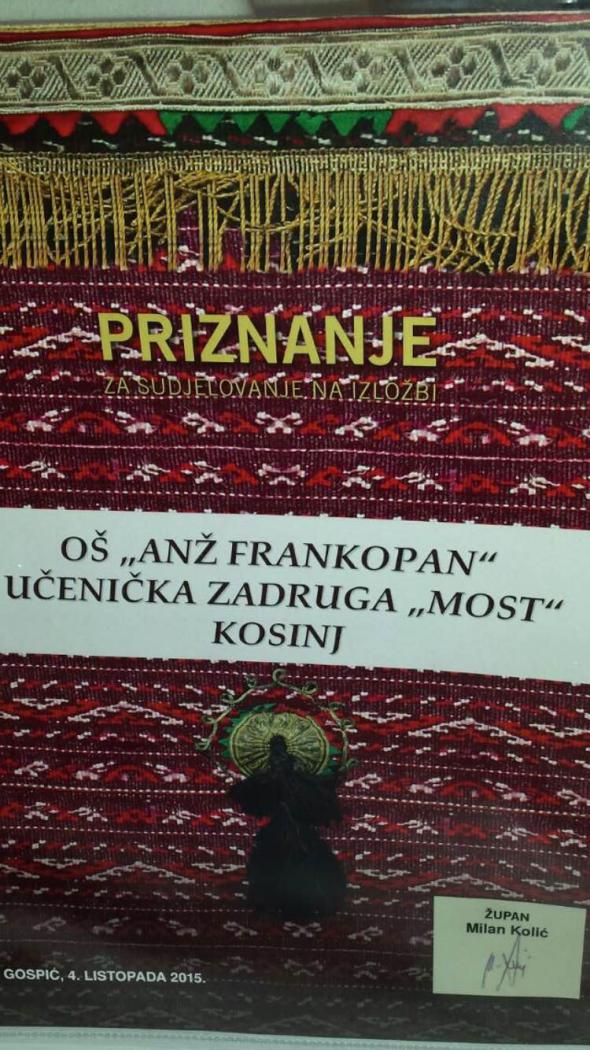 PRIZNANJE
ZA SUDJELOVANJE NA IZLOŽBI
OŠ „ANŽ FRANKOPAN“
UČENIČKA ZADRUGA „MOST“
KOSINJ
ŽUPAN
Milan Kolić
GOSPIĆ, 4. LISTOPADA 2015.